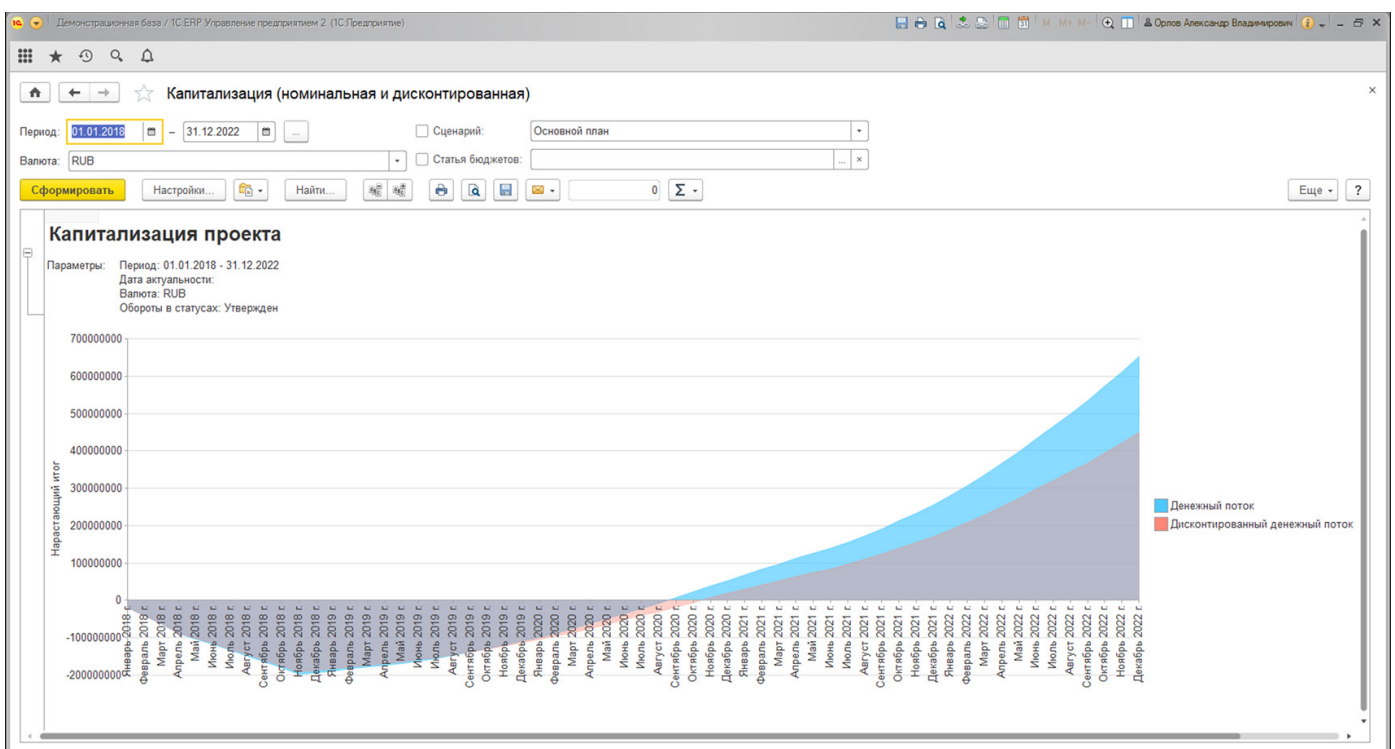 Демонстрационная база / 1С:ERP Управление предприятием 2 (1С:Предприятие)
M M+ M- Орлов Александр Владимирович
Капитализация (номинальная и дисконтированная)
Период: 01.01.2018 – 31.12.2022 ... Сценарий: Основной план
Валюта: RUB Статья бюджетов: ...
Сформировать Настройки... Найти... 0 Σ Еще ?
Капитализация проекта
Параметры: Период: 01.01.2018 - 31.12.2022
Дата актуальности:
Валюта: RUB
Обороты в статусах: Утвержден
Нарастающий итог
700000000
600000000
500000000
400000000
300000000
200000000
100000000
0
-100000000
-200000000
Январь 2018 г.
Февраль 2018 г.
Март 2018 г.
Апрель 2018 г.
Май 2018 г.
Июнь 2018 г.
Июль 2018 г.
Август 2018 г.
Сентябрь 2018 г.
Октябрь 2018 г.
Ноябрь 2018 г.
Декабрь 2018 г.
Январь 2019 г.
Февраль 2019 г.
Март 2019 г.
Апрель 2019 г.
Май 2019 г.
Июнь 2019 г.
Июль 2019 г.
Август 2019 г.
Сентябрь 2019 г.
Октябрь 2019 г.
Ноябрь 2019 г.
Декабрь 2019 г.
Январь 2020 г.
Февраль 2020 г.
Март 2020 г.
Апрель 2020 г.
Май 2020 г.
Июнь 2020 г.
Июль 2020 г.
Август 2020 г.
Сентябрь 2020 г.
Октябрь 2020 г.
Ноябрь 2020 г.
Декабрь 2020 г.
Январь 2021 г.
Февраль 2021 г.
Март 2021 г.
Апрель 2021 г.
Май 2021 г.
Июнь 2021 г.
Июль 2021 г.
Август 2021 г.
Сентябрь 2021 г.
Октябрь 2021 г.
Ноябрь 2021 г.
Декабрь 2021 г.
Январь 2022 г.
Февраль 2022 г.
Март 2022 г.
Апрель 2022 г.
Май 2022 г.
Июнь 2022 г.
Июль 2022 г.
Август 2022 г.
Сентябрь 2022 г.
Октябрь 2022 г.
Ноябрь 2022 г.
Декабрь 2022 г.
Денежный поток
Дисконтированный денежный поток